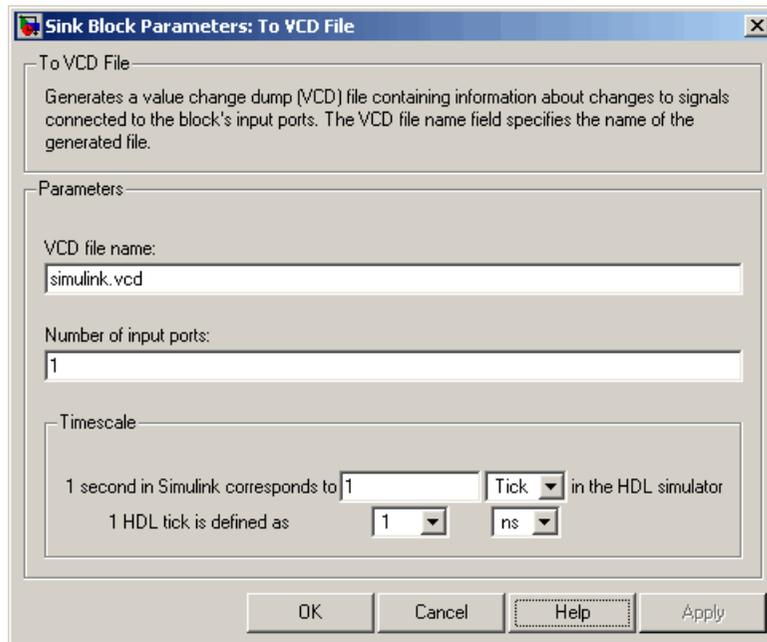 Sink Block Parameters: To VCD File
To VCD File
Generates a value change dump (VCD) file containing information about changes to signals
connected to the block's input ports. The VCD file name field specifies the name of the
generated file.
Parameters
VCD file name:
simulink.vcd
Number of input ports:
1
Timescale
1 second in Simulink corresponds to 1 Tick in the HDL simulator
1 HDL tick is defined as 1 ns
OK Cancel Help Apply